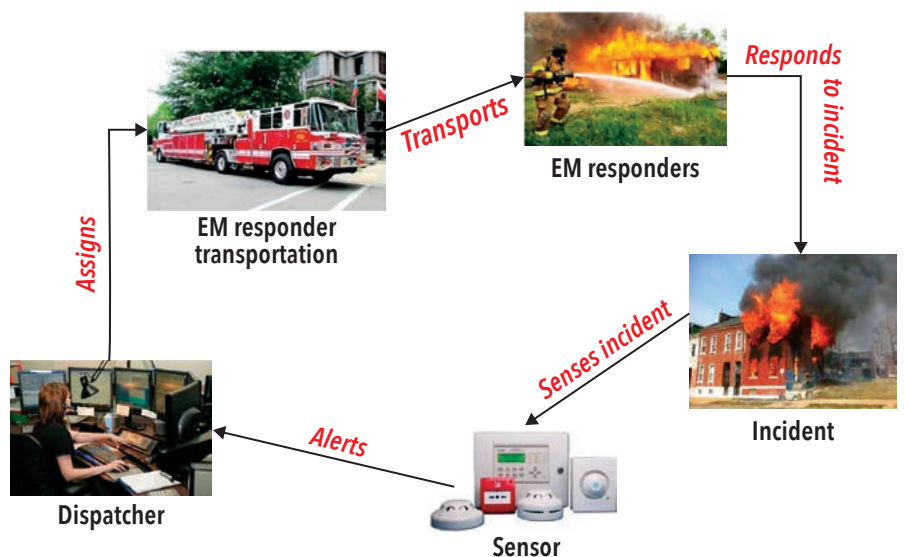 Responds
to incident
Transports
EM responders
EM responder
transportation
Assigns
Senses incident
Incident
Alerts
Dispatcher
Sensor